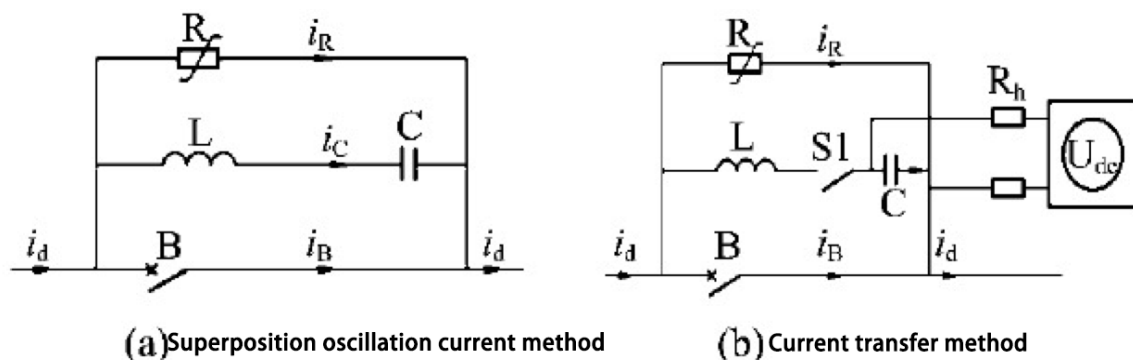 R i_R
L i_C C
i_d B i_B i_d
(a) Superposition oscillation current method
R i_R R_h
L S1 C U_dc
i_d B i_B i_d
(b) Current transfer method